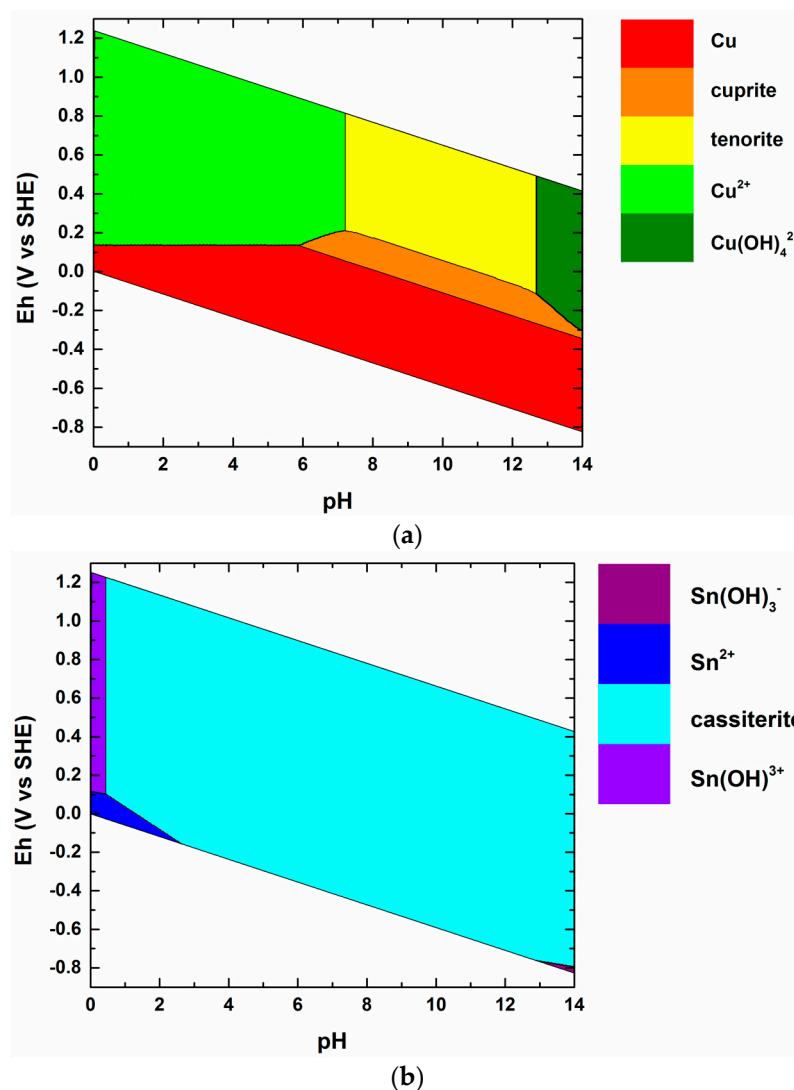 1.2
1.0
0.8
0.6
0.4
0.2
0.0
-0.2
-0.4
-0.6
-0.8
Eh (V vs SHE)
0 2 4 6 8 10 12 14
pH
Cu
cuprite
tenorite
Cu²⁺
Cu(OH)₄²
(a)
1.2
1.0
0.8
0.6
0.4
0.2
0.0
-0.2
-0.4
-0.6
-0.8
Eh (V vs SHE)
0 2 4 6 8 10 12 14
pH
Sn(OH)₃⁻
Sn²⁺
cassiterite
Sn(OH)³⁺
(b)